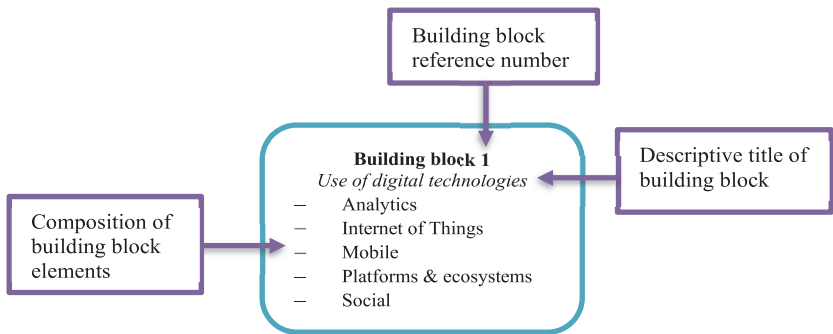 Building block
reference number
Building block 1
Use of digital technologies
– Analytics
– Internet of Things
– Mobile
– Platforms & ecosystems
– Social
Descriptive title of
building block
Composition of
building block
elements